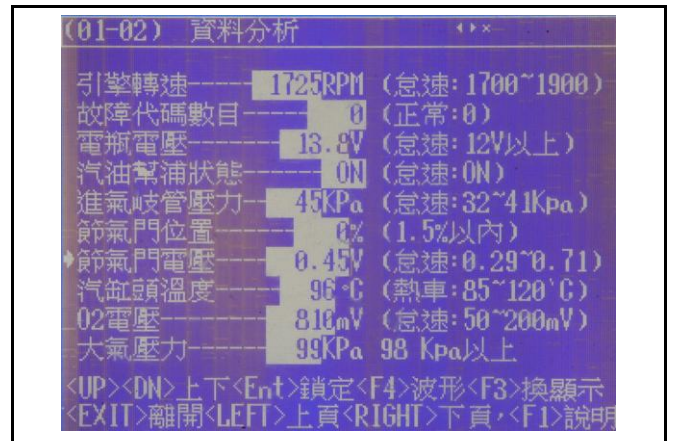 (01-02) 資料分析
引擎轉速-----1725RPM (怠速:1700~1900)
故障代碼數目------0 (正常:0)
電瓶電壓------13.8V (怠速:12V以上)
汽油幫浦狀態------ON (怠速:ON)
進氣岐管壓力----45KPa (怠速:32~41Kpa)
節氣門位置-------0% (1.5%以內)
節氣門電壓-----0.45V (怠速:0.29~0.71)
汽缸頭溫度------96°C (熱車:85~120`C)
O2電壓-------810mV (怠速:50~200mV)
大氣壓力------99KPa 98 Kpa以上
<UP><DN>上下<Ent>鎖定<F4>波形<F3>換顯示
<EXIT>離開<LEFT>上頁<RIGHT>下頁,<F1>說明